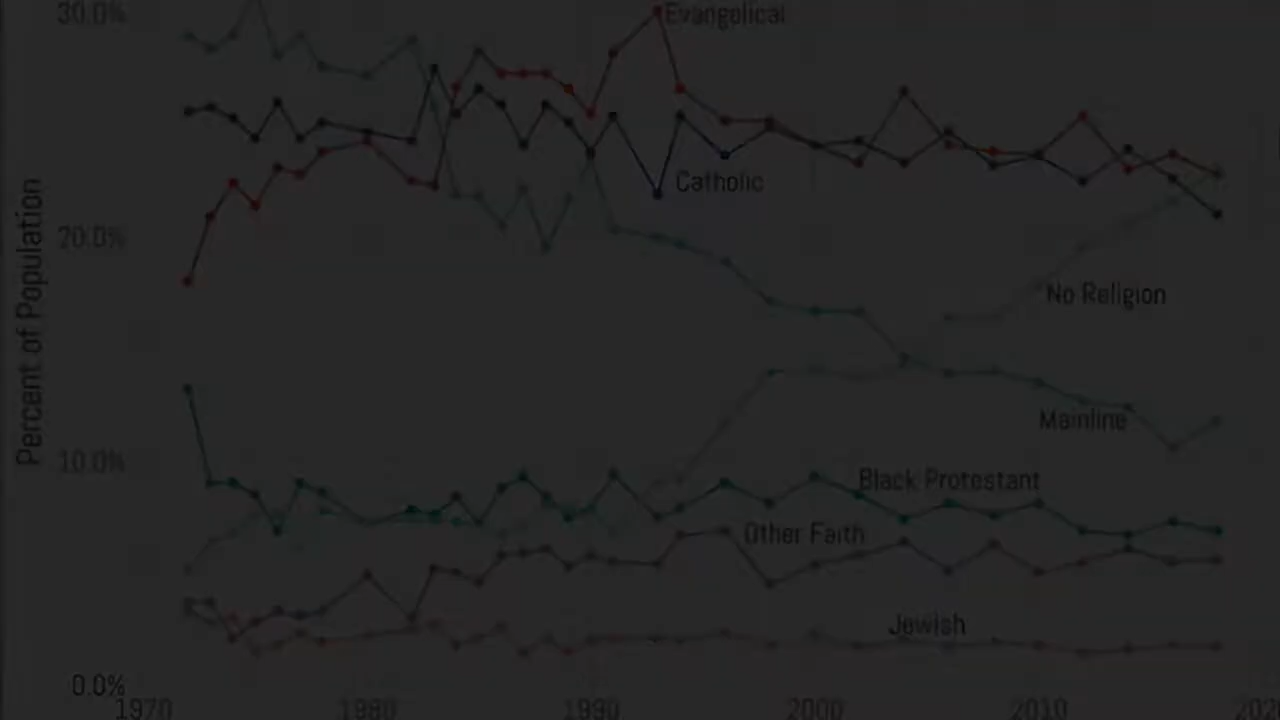 30.0%
Evangelical
Catholic
20.0%
Percent of Population
No Religion
Mainline
10.0%
Black Protestant
Other Faith
Jewish
0.0%
1970 1980 1990 2000 2010